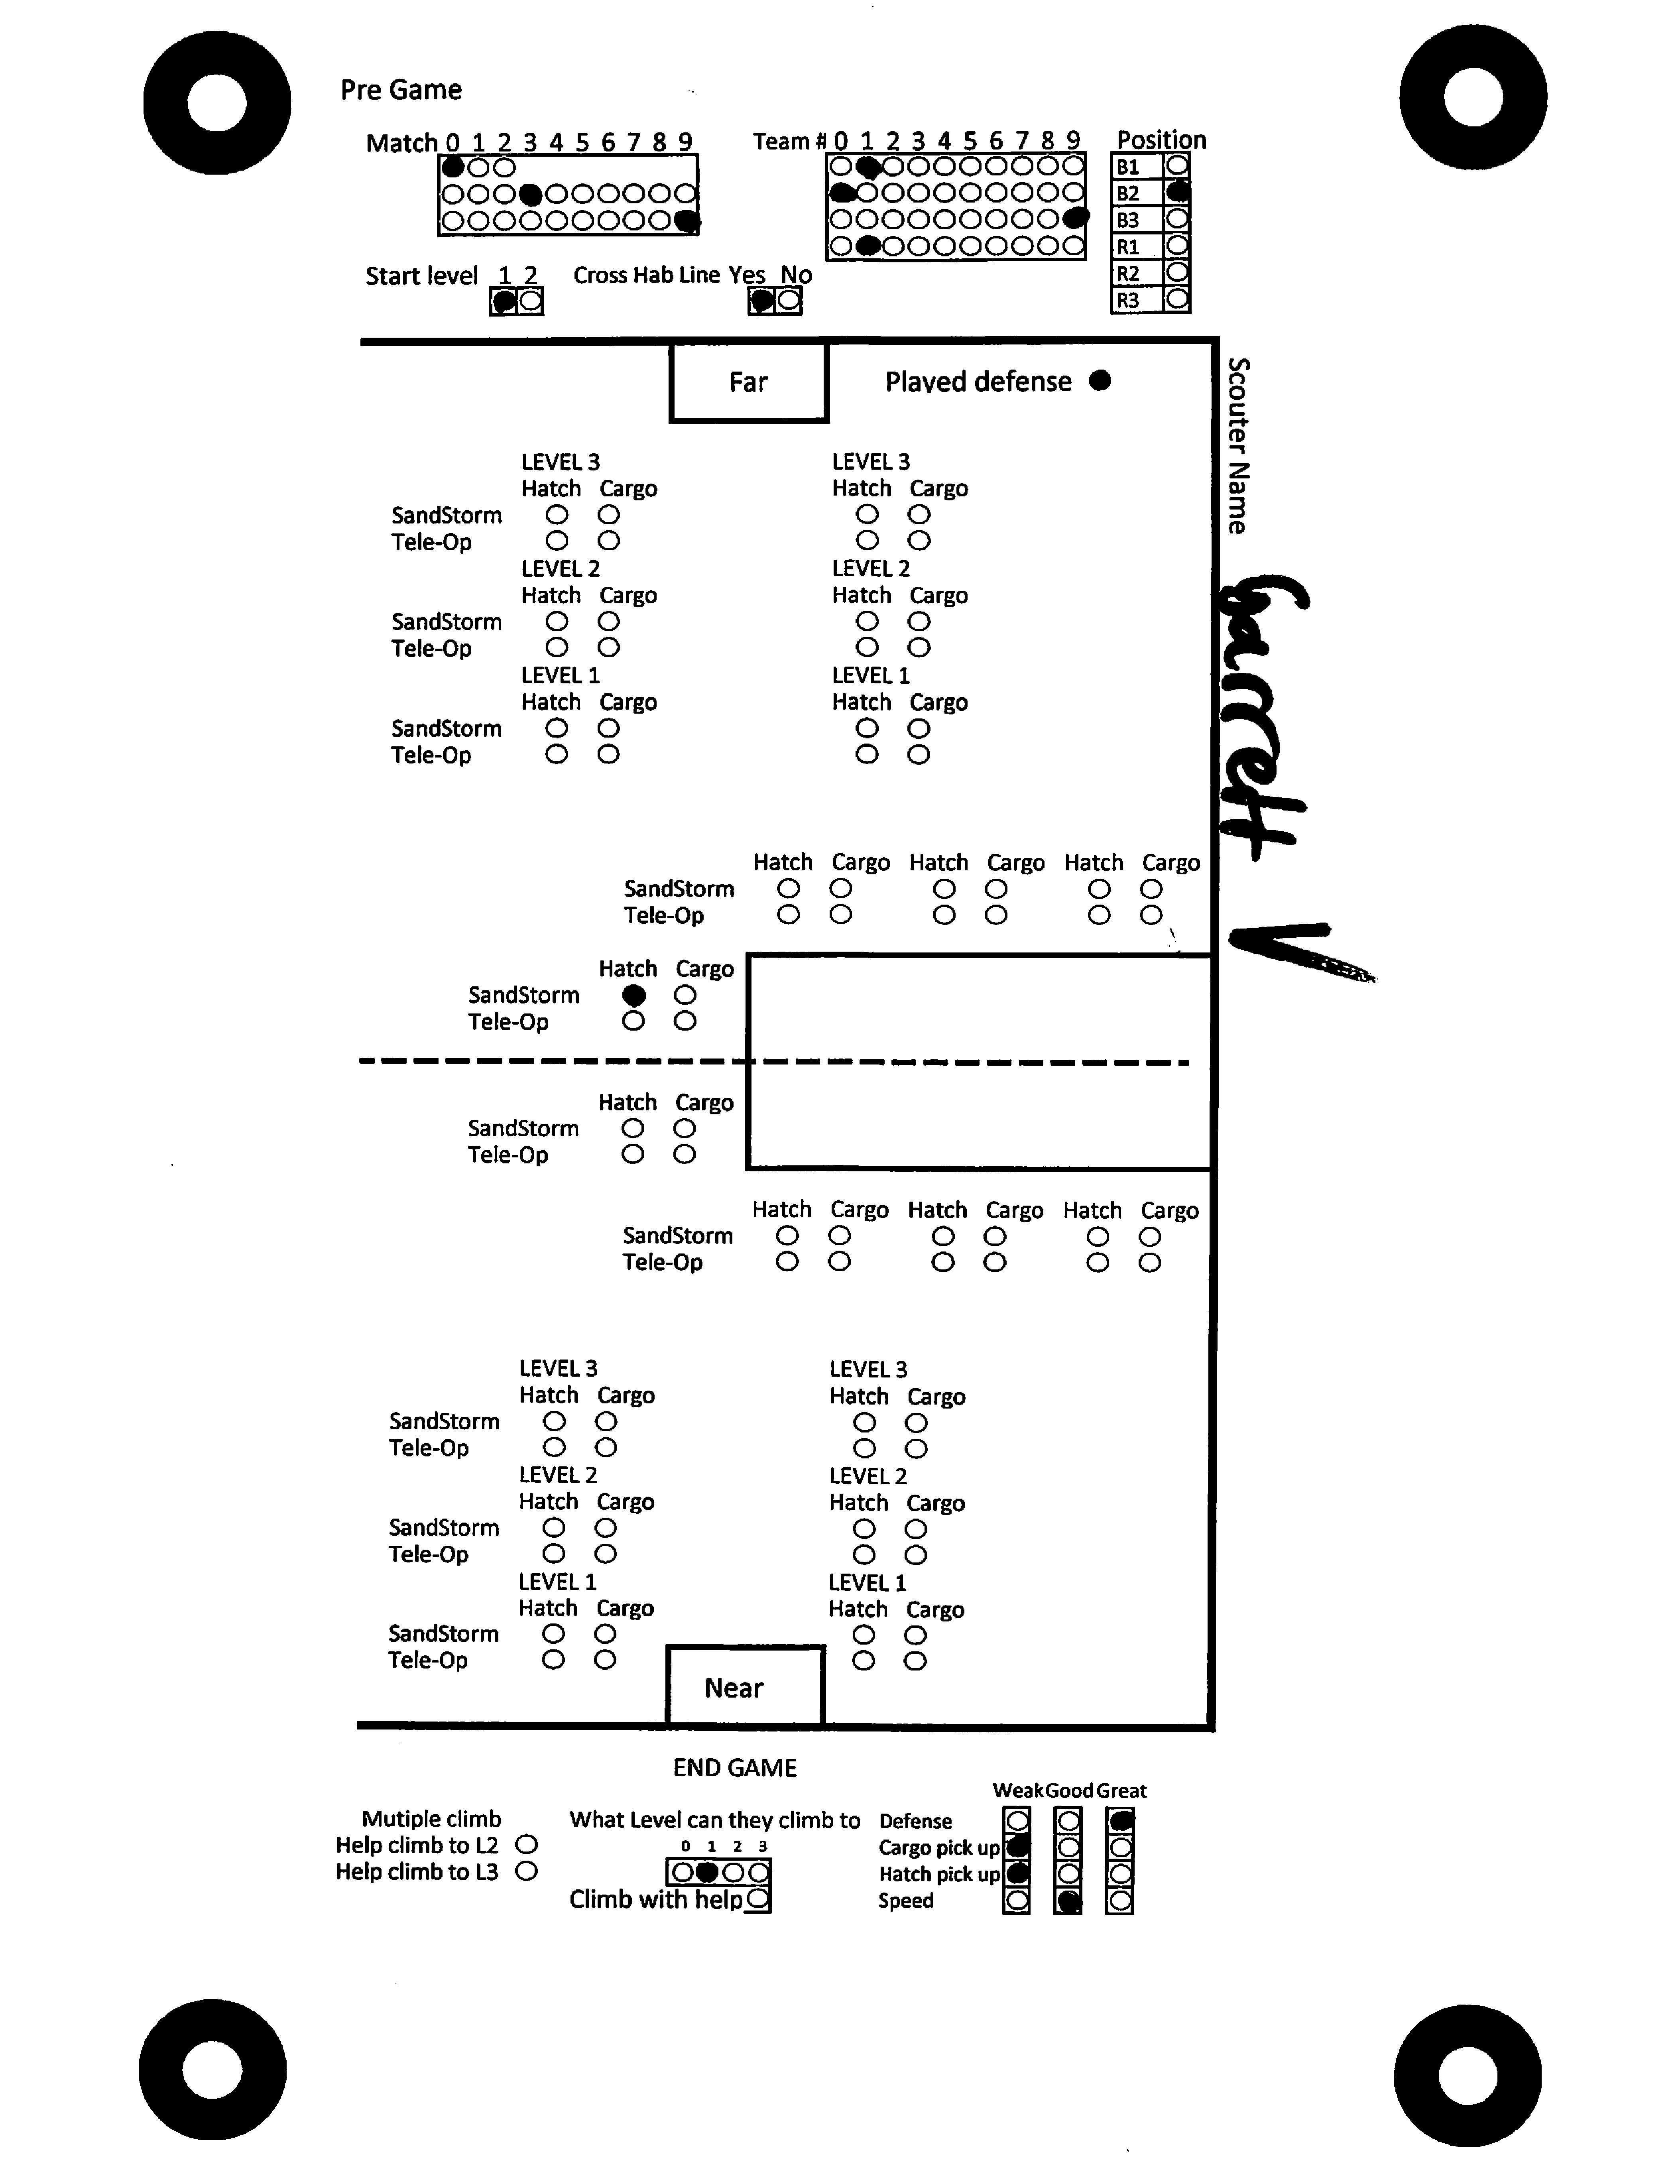 Pre Game
Match 0 1 2 3 4 5 6 7 8 9
Team # 0 1 2 3 4 5 6 7 8 9
Position
B1
B2
B3
R1
R2
R3
Start level 1 2
Cross Hab Line Yes No
Far
Played defense
Scouter Name
Garrett V
LEVEL 3 LEVEL 3
Hatch Cargo Hatch Cargo
SandStorm
Tele-Op
LEVEL 2 LEVEL 2
Hatch Cargo Hatch Cargo
SandStorm
Tele-Op
LEVEL 1 LEVEL 1
Hatch Cargo Hatch Cargo
SandStorm
Tele-Op
Hatch Cargo Hatch Cargo Hatch Cargo
SandStorm
Tele-Op
Hatch Cargo
SandStorm
Tele-Op
Hatch Cargo
SandStorm
Tele-Op
Hatch Cargo Hatch Cargo Hatch Cargo
SandStorm
Tele-Op
LEVEL 3 LEVEL 3
Hatch Cargo Hatch Cargo
SandStorm
Tele-Op
LEVEL 2 LEVEL 2
Hatch Cargo Hatch Cargo
SandStorm
Tele-Op
LEVEL 1 LEVEL 1
Hatch Cargo Hatch Cargo
SandStorm
Tele-Op
Near
END GAME
Mutiple climb
Help climb to L2
Help climb to L3
What Level can they climb to
0 1 2 3
Climb with help
Weak Good Great
Defense
Cargo pick up
Hatch pick up
Speed